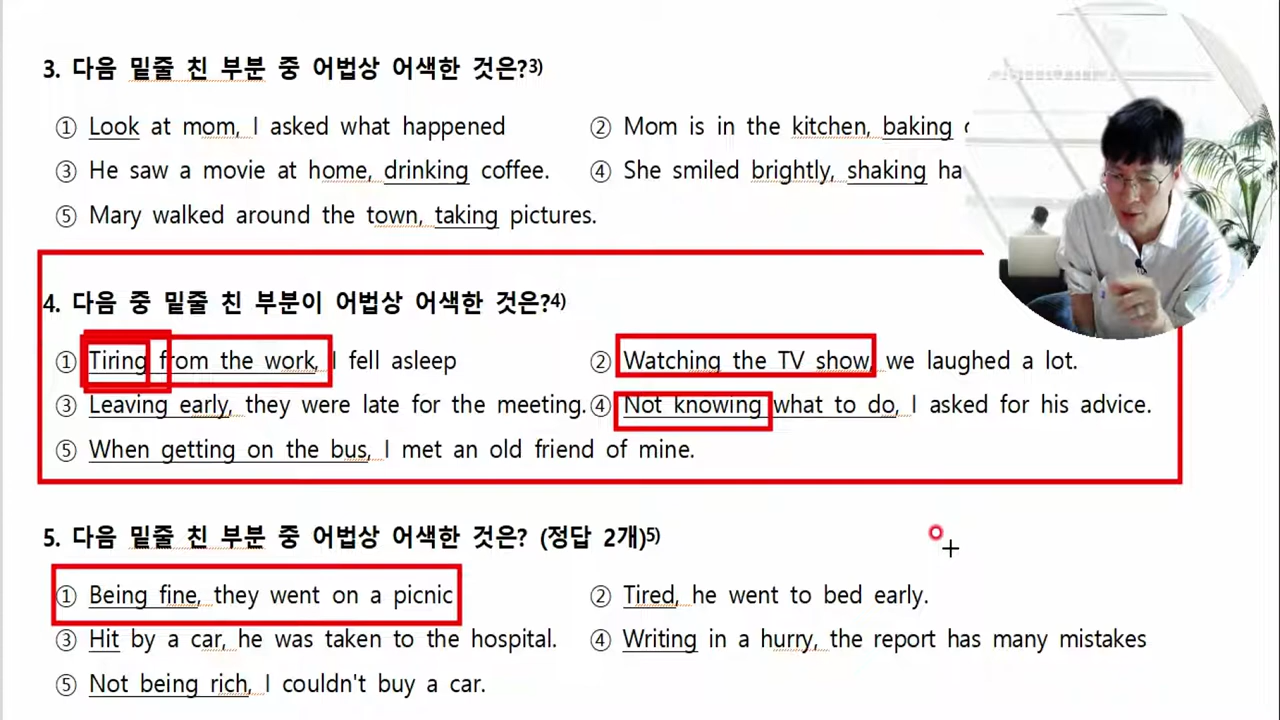 3. 다음 밑줄 친 부분 중 어법상 어색한 것은?3)
① Look at mom, I asked what happened
② Mom is in the kitchen, baking
③ He saw a movie at home, drinking coffee.
④ She smiled brightly, shaking
⑤ Mary walked around the town, taking pictures.
4. 다음 중 밑줄 친 부분이 어법상 어색한 것은?4)
① Tiring from the work, I fell asleep
② Watching the TV show, we laughed a lot.
③ Leaving early, they were late for the meeting.
④ Not knowing what to do, I asked for his advice.
⑤ When getting on the bus, I met an old friend of mine.
5. 다음 밑줄 친 부분 중 어법상 어색한 것은? (정답 2개)5)
① Being fine, they went on a picnic
② Tired, he went to bed early.
③ Hit by a car, he was taken to the hospital.
④ Writing in a hurry, the report has many mistakes
⑤ Not being rich, I couldn't buy a car.